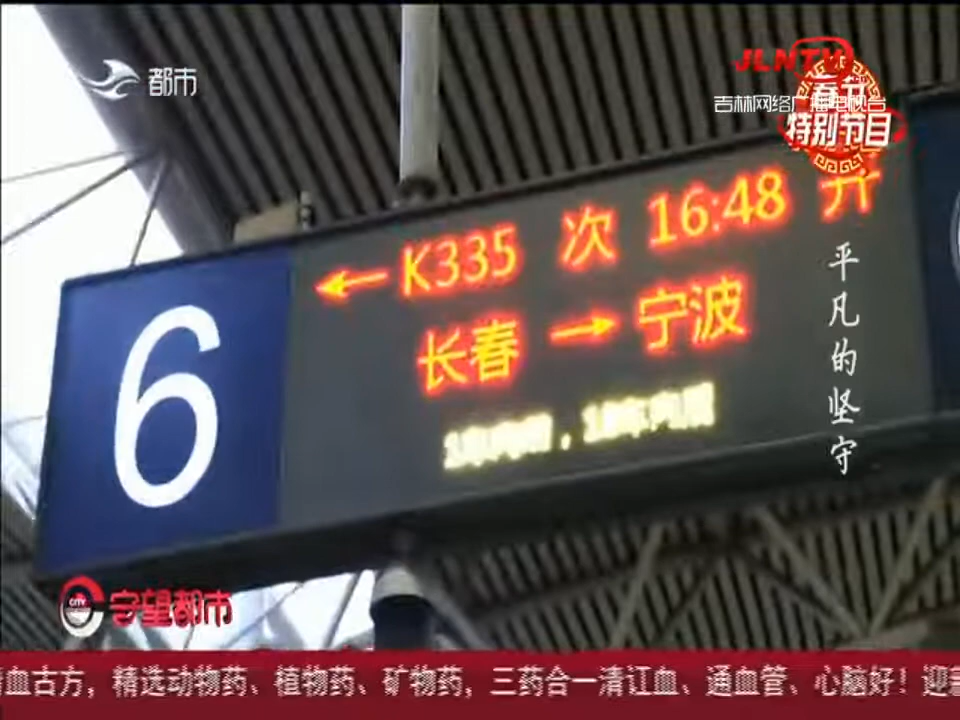 都市
JLNTV
吉林网络广播电视台
春节
特别节目
6
K335 次 16:48 开
长春 → 宁波
平凡的坚守
CITY
守望都市
血古方，精选动物药、植物药、矿物药，三药合一清讧血、通血管、心脑好！迎